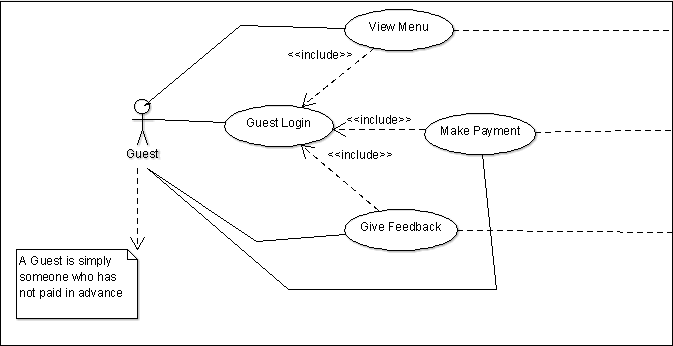 View Menu
<<include>>
Guest Login
<<include>>
Make Payment
<<include>>
Guest
Give Feedback
A Guest is simply
someone who has
not paid in advance